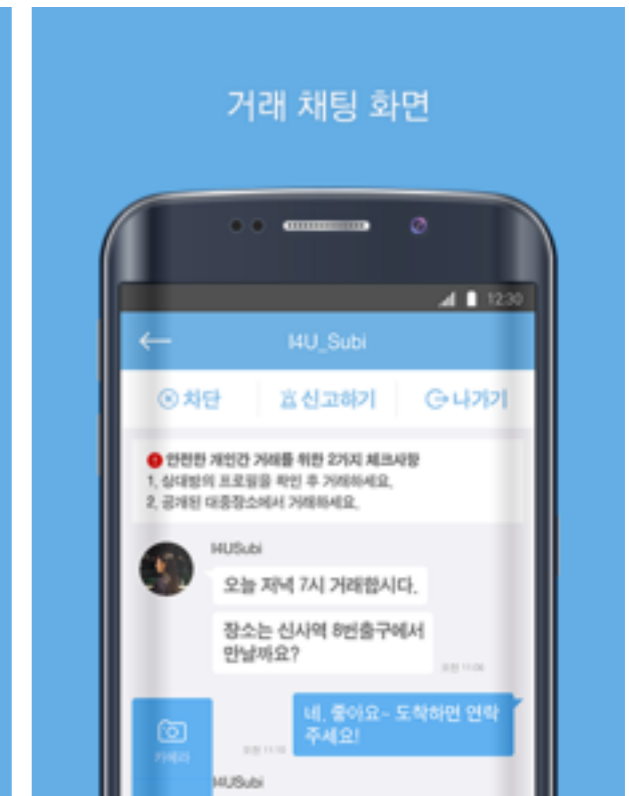 거래 채팅 화면
12:30
I4U_Subi
차단
신고하기
나가기
안전한 개인간 거래를 위한 2가지 체크사항
1. 상대방의 프로필을 확인 후 거래하세요.
2. 공개된 대중장소에서 거래하세요.
I4USubi
오늘 저녁 7시 거래합시다.
장소는 신사역 8번출구에서
만날까요?
오전 11:08
네, 좋아요~ 도착하면 연락
주세요!
카메라
I4USubi